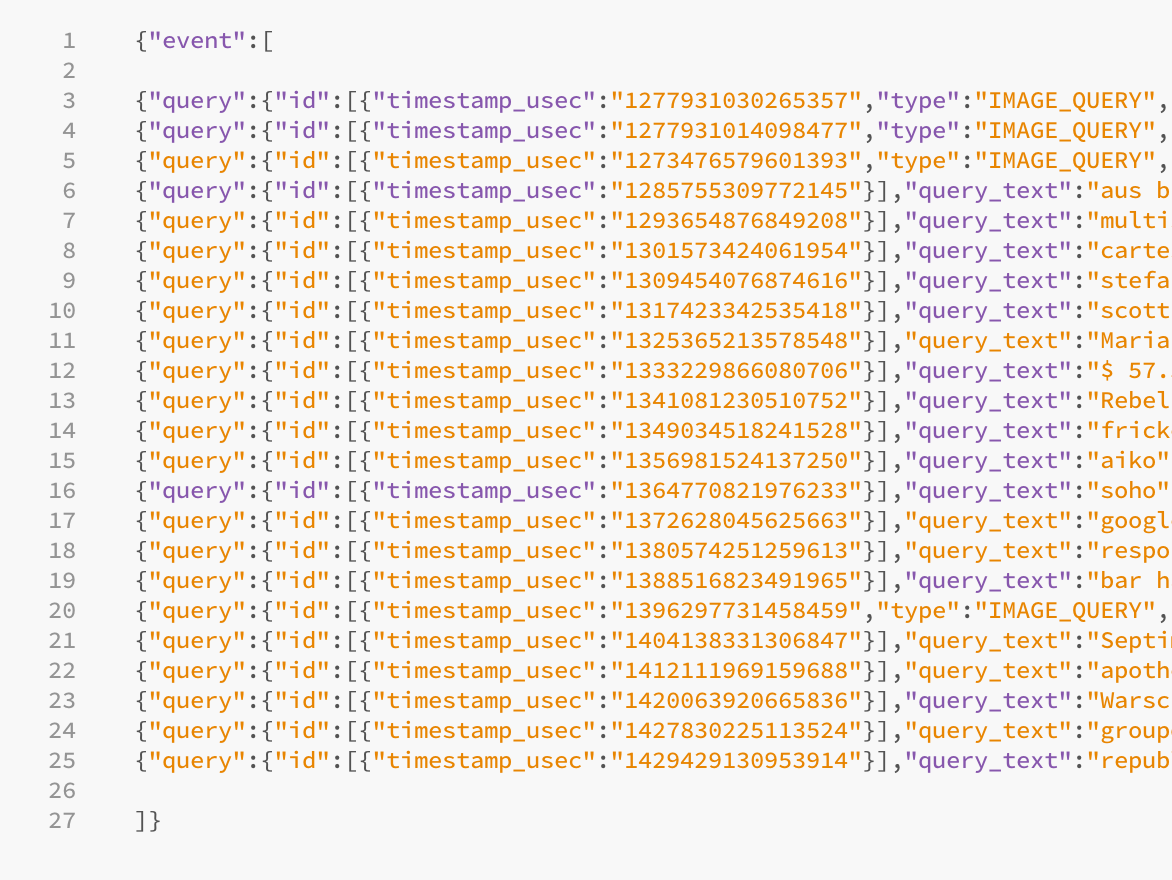 1 {"event":[
2
3 {"query":{"id":[{"timestamp_usec":"1277931030265357","type":"IMAGE_QUERY",
4 {"query":{"id":[{"timestamp_usec":"1277931014098477","type":"IMAGE_QUERY",
5 {"query":{"id":[{"timestamp_usec":"1273476579601393","type":"IMAGE_QUERY",
6 {"query":{"id":[{"timestamp_usec":"1285755309772145"}],"query_text":"aus b
7 {"query":{"id":[{"timestamp_usec":"1293654876849208"}],"query_text":"multi
8 {"query":{"id":[{"timestamp_usec":"1301573424061954"}],"query_text":"carte
9 {"query":{"id":[{"timestamp_usec":"1309454076874616"}],"query_text":"stefa
10 {"query":{"id":[{"timestamp_usec":"1317423342535418"}],"query_text":"scott
11 {"query":{"id":[{"timestamp_usec":"1325365213578548"}],"query_text":"Maria
12 {"query":{"id":[{"timestamp_usec":"1333229866080706"}],"query_text":"$ 57.
13 {"query":{"id":[{"timestamp_usec":"1341081230510752"}],"query_text":"Rebel
14 {"query":{"id":[{"timestamp_usec":"1349034518241528"}],"query_text":"frick
15 {"query":{"id":[{"timestamp_usec":"1356981524137250"}],"query_text":"aiko"
16 {"query":{"id":[{"timestamp_usec":"1364770821976233"}],"query_text":"soho"
17 {"query":{"id":[{"timestamp_usec":"1372628045625663"}],"query_text":"googl
18 {"query":{"id":[{"timestamp_usec":"1380574251259613"}],"query_text":"respo
19 {"query":{"id":[{"timestamp_usec":"1388516823491965"}],"query_text":"bar h
20 {"query":{"id":[{"timestamp_usec":"1396297731458459","type":"IMAGE_QUERY",
21 {"query":{"id":[{"timestamp_usec":"1404138331306847"}],"query_text":"Septi
22 {"query":{"id":[{"timestamp_usec":"1412111969159688"}],"query_text":"apoth
23 {"query":{"id":[{"timestamp_usec":"1420063920665836"}],"query_text":"Warsc
24 {"query":{"id":[{"timestamp_usec":"1427830225113524"}],"query_text":"group
25 {"query":{"id":[{"timestamp_usec":"1429429130953914"}],"query_text":"repub
26
27 ]}